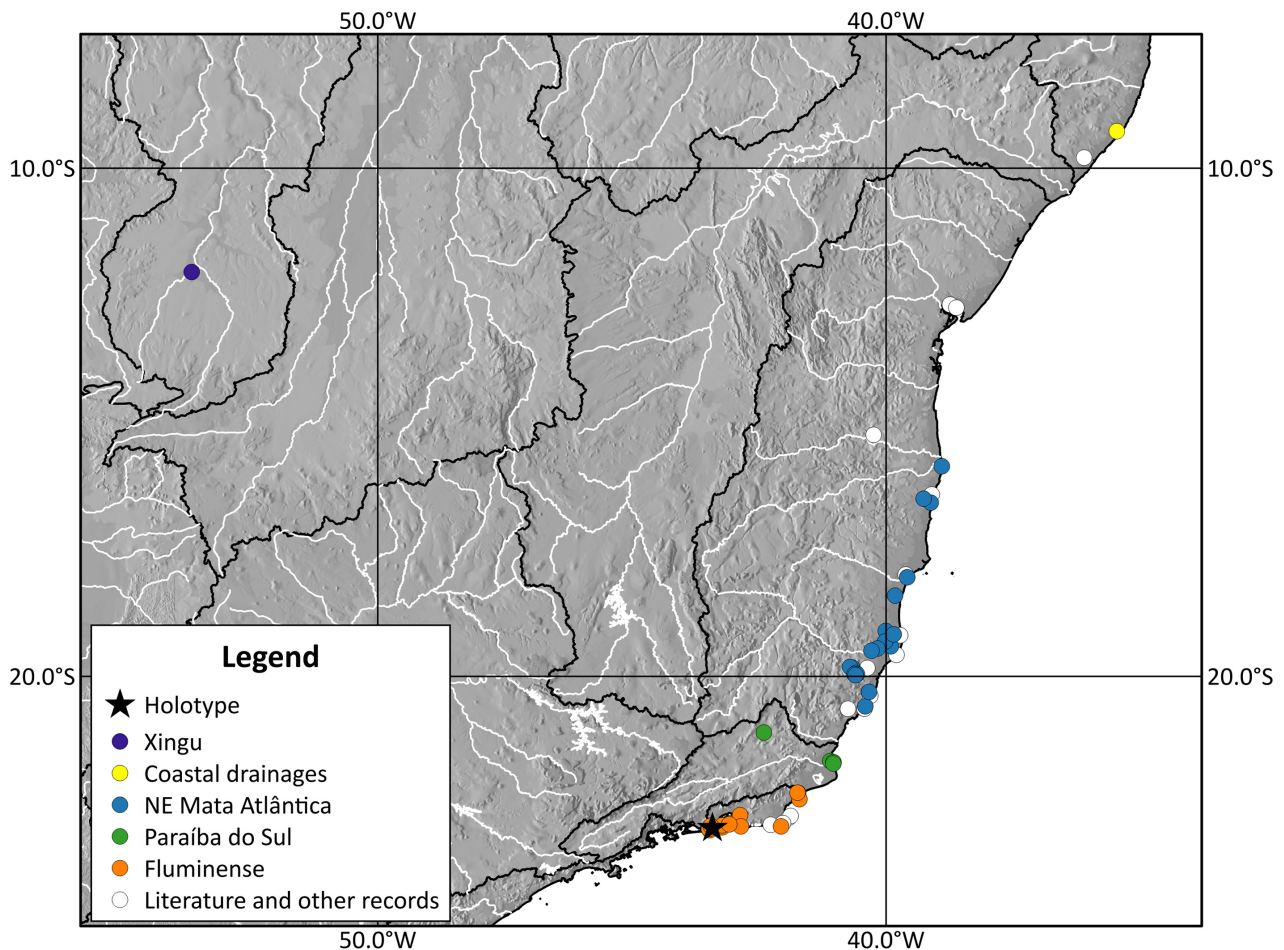 50.0°W 40.0°W
10.0°S 10.0°S
20.0°S 20.0°S
Legend
Holotype
Xingu
Coastal drainages
NE Mata Atlântica
Paraíba do Sul
Fluminense
Literature and other records
50.0°W 40.0°W